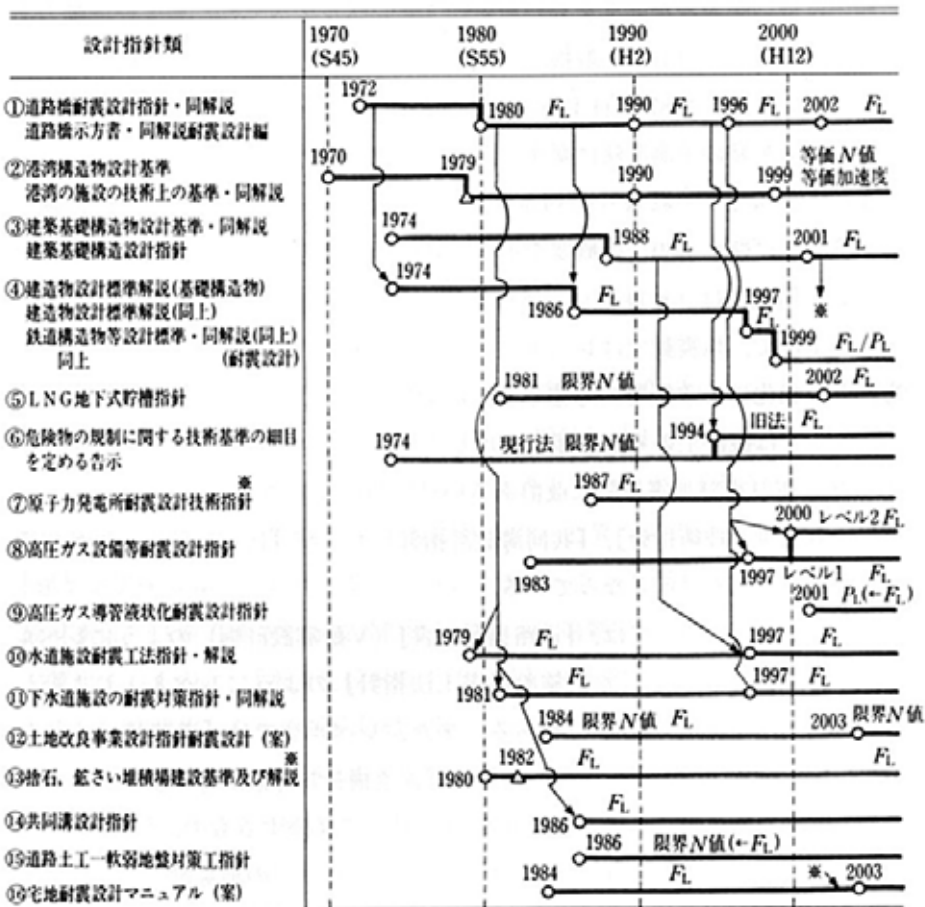 設計指針類
1970 1980 1990 2000
(S45) (S55) (H2) (H12)
①道路橋耐震設計指針・同解説
道路橋示方書・同解説耐震設計編
1972 1980 FL 1990 FL 1996 FL 2002 FL
②港湾構造物設計基準
港湾の施設の技術上の基準・同解説
1970 1979 1990 1999 等価N値
等価加速度
③建築基礎構造物設計基準・同解説
建築基礎構造設計指針
1974 1988 FL 2001 FL
※
④建造物設計標準解説(基礎構造物)
建造物設計標準解説(同上)
鉄道構造物等設計標準・同解説(同上)
同上 (耐震設計)
1974 1986 FL 1997 FL
1999 FL/PL
⑤LNG地下式貯槽指針
1981 限界N値 2002 FL
⑥危険物の規制に関する技術基準の細目
を定める告示
1994 旧法 FL
1974 現行法 限界N値
※
⑦原子力発電所耐震設計技術指針
1987 FL
⑧高圧ガス設備等耐震設計指針
2000 レベル2 FL
1983 1997 レベル1 FL
⑨高圧ガス導管液状化耐震設計指針
2001 PL(←FL)
⑩水道施設耐震工法指針・解説
1979 FL 1997 FL
⑪下水道施設の耐震対策指針・同解説
1981 FL 1997 FL
⑫土地改良事業設計指針耐震設計(案)
1984 限界N値 FL 2003 限界N値
※
⑬捨石,鉱さい堆積場建設基準及び解説
1980 1982 FL FL
⑭共同溝設計指針
1986 FL
⑮道路土工―軟弱地盤対策工指針
1986 限界N値(←FL)
⑯宅地耐震設計マニュアル(案)
1984 FL ※ 2003